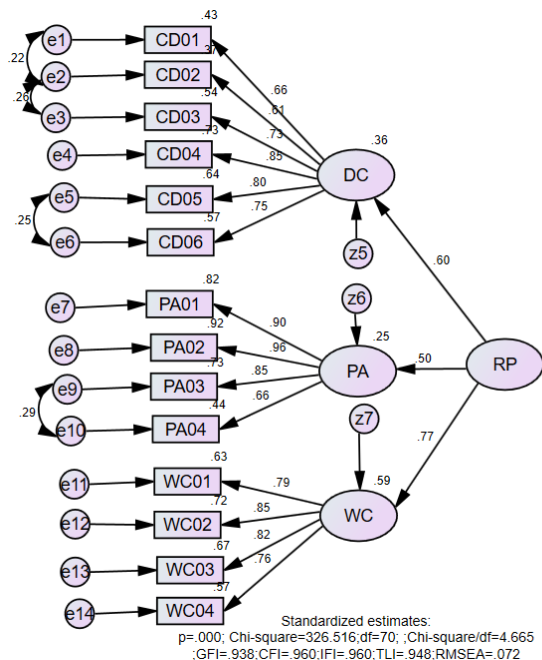 .43
e1
CD01
.22
.37
e2
CD02
.66
.26
.54
.61
e3
CD03
.73
.73
.36
e4
CD04
.85
DC
.64
e5
CD05
.80
.25
.57
.75
e6
CD06
z5
.60
.82
z6
e7
PA01
.90
.92
.25
e8
PA02
.96
RP
.73
PA
.50
e9
PA03
.85
.29
.44
.66
e10
PA04
z7
.77
.63
e11
WC01
.79
.59
.72
e12
WC02
.85
WC
.67
.82
e13
WC03
.76
.57
e14
WC04
Standardized estimates:
p=.000; Chi-square=326.516;df=70; ;Chi-square/df=4.665
;GFI=.938;CFI=.960;IFI=.960;TLI=.948;RMSEA=.072